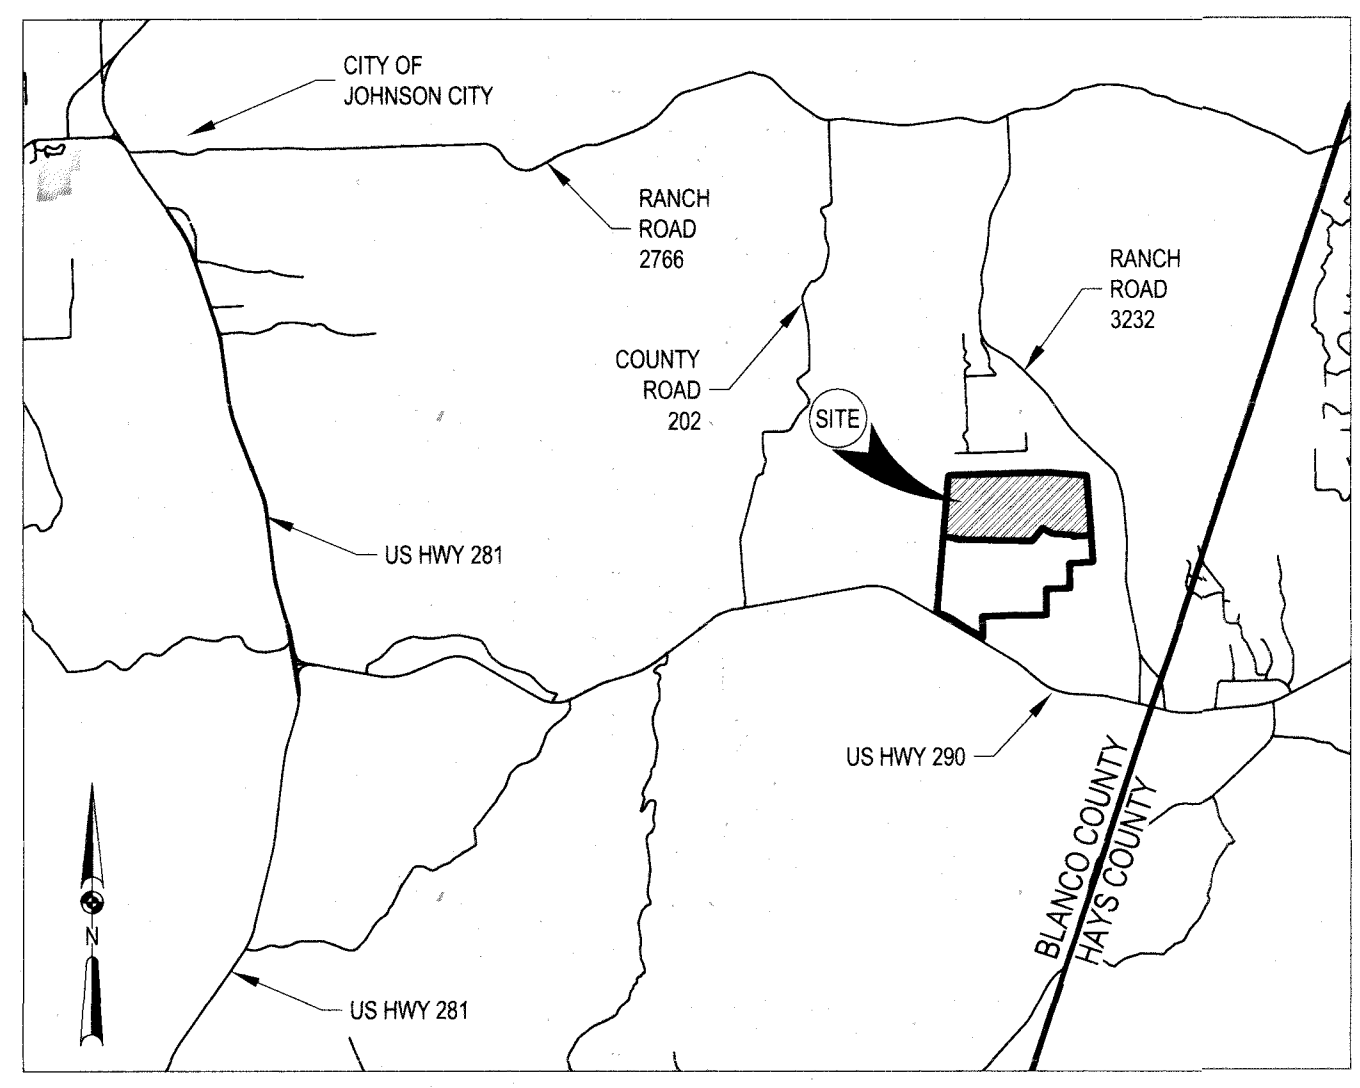 CITY OF
JOHNSON CITY
RANCH
ROAD
2766
RANCH
ROAD
3232
COUNTY
ROAD
202
SITE
US HWY 281
US HWY 290
BLANCO COUNTY
HAYS COUNTY
N
US HWY 281